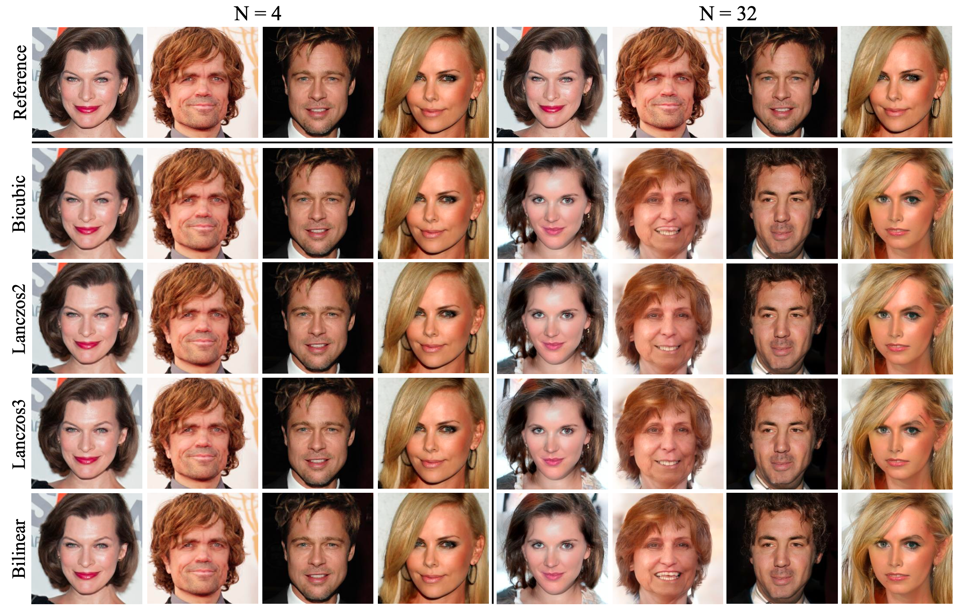 N = 4
N = 32
Reference
Bicubic
Lanczos2
Lanczos3
Bilinear